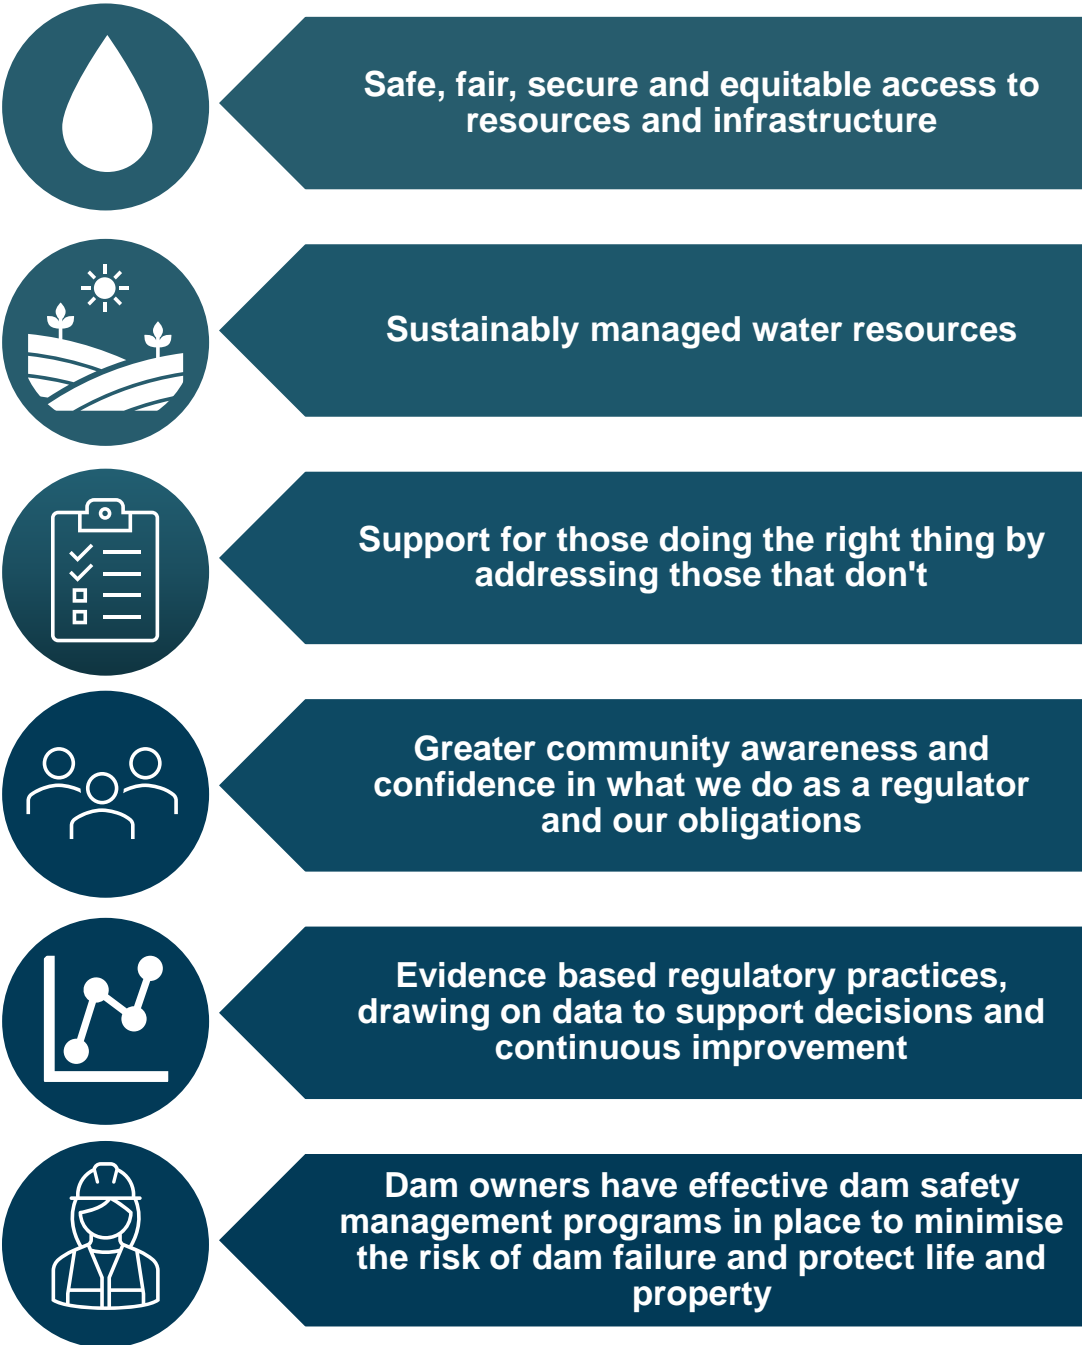 Safe, fair, secure and equitable access to
resources and infrastructure
Sustainably managed water resources
Support for those doing the right thing by
addressing those that don't
Greater community awareness and
confidence in what we do as a regulator
and our obligations
Evidence based regulatory practices,
drawing on data to support decisions and
continuous improvement
Dam owners have effective dam safety
management programs in place to minimise
the risk of dam failure and protect life and
property